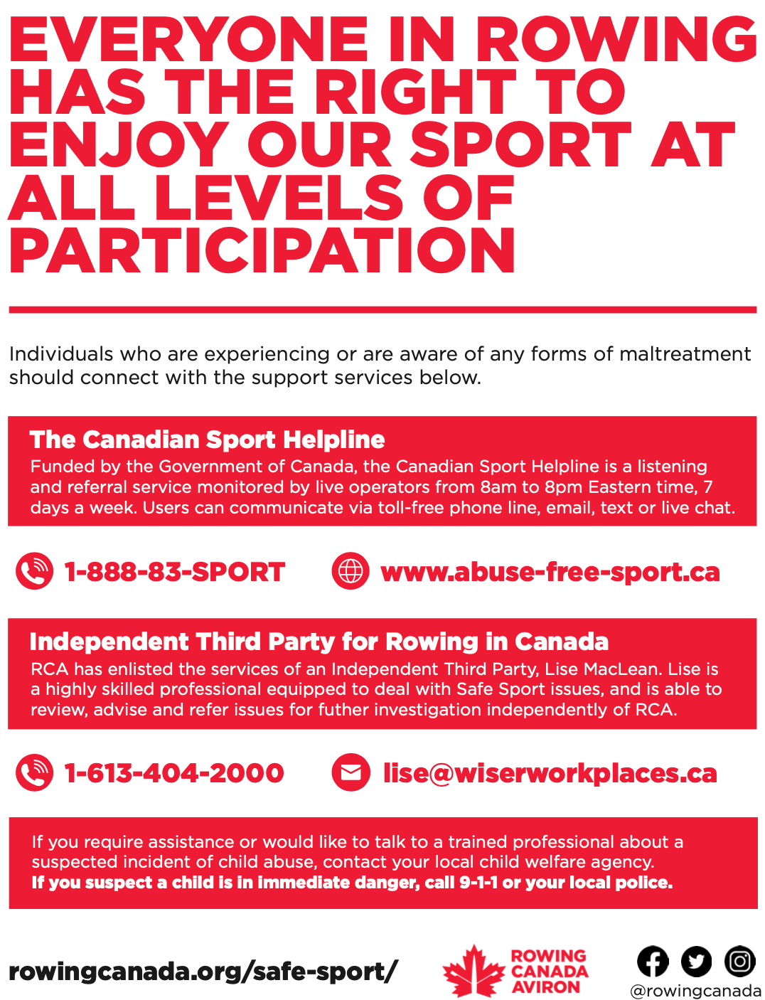 EVERYONE IN ROWING
HAS THE RIGHT TO
ENJOY OUR SPORT AT
ALL LEVELS OF
PARTICIPATION
Individuals who are experiencing or are aware of any forms of maltreatment
should connect with the support services below.
The Canadian Sport Helpline
Funded by the Government of Canada, the Canadian Sport Helpline is a listening
and referral service monitored by live operators from 8am to 8pm Eastern time, 7
days a week. Users can communicate via toll-free phone line, email, text or live chat.
1-888-83-SPORT
www.abuse-free-sport.ca
Independent Third Party for Rowing in Canada
RCA has enlisted the services of an Independent Third Party, Lise MacLean. Lise is
a highly skilled professional equipped to deal with Safe Sport issues, and is able to
review, advise and refer issues for futher investigation independently of RCA.
1-613-404-2000
lise@wiserworkplaces.ca
If you require assistance or would like to talk to a trained professional about a
suspected incident of child abuse, contact your local child welfare agency.
If you suspect a child is in immediate danger, call 9-1-1 or your local police.
rowingcanada.org/safe-sport/
ROWING
CANADA
AVIRON
@rowingcanada